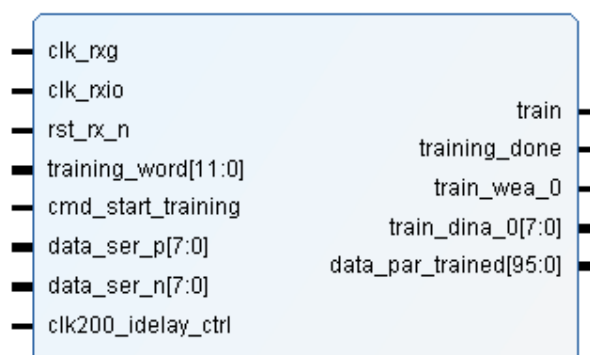 clk_rxg
clk_rxio
rst_rx_n
training_word[11:0]
cmd_start_training
data_ser_p[7:0]
data_ser_n[7:0]
clk200_idelay_ctrl
train
training_done
train_wea_0
train_dina_0[7:0]
data_par_trained[95:0]